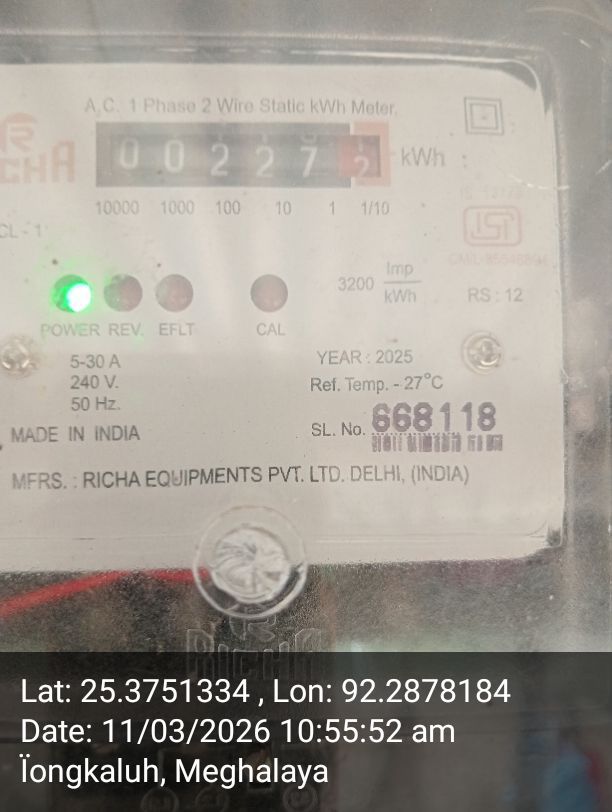 A.C. 1 Phase 2 Wire Static kWh Meter.
RICHA
0 0 2 2 7 2 kWh
10000 1000 100 10 1 1/10
CL - 1
3200 Imp/kWh
RS : 12
POWER REV. EFLT CAL
5-30 A
240 V.
50 Hz.
YEAR : 2025
Ref. Temp. - 27°C
MADE IN INDIA
SL. No. 668118
MFRS. : RICHA EQUIPMENTS PVT. LTD. DELHI, (INDIA)
RICHA
Lat: 25.3751334 , Lon: 92.2878184
Date: 11/03/2026 10:55:52 am
Ïongkaluh, Meghalaya